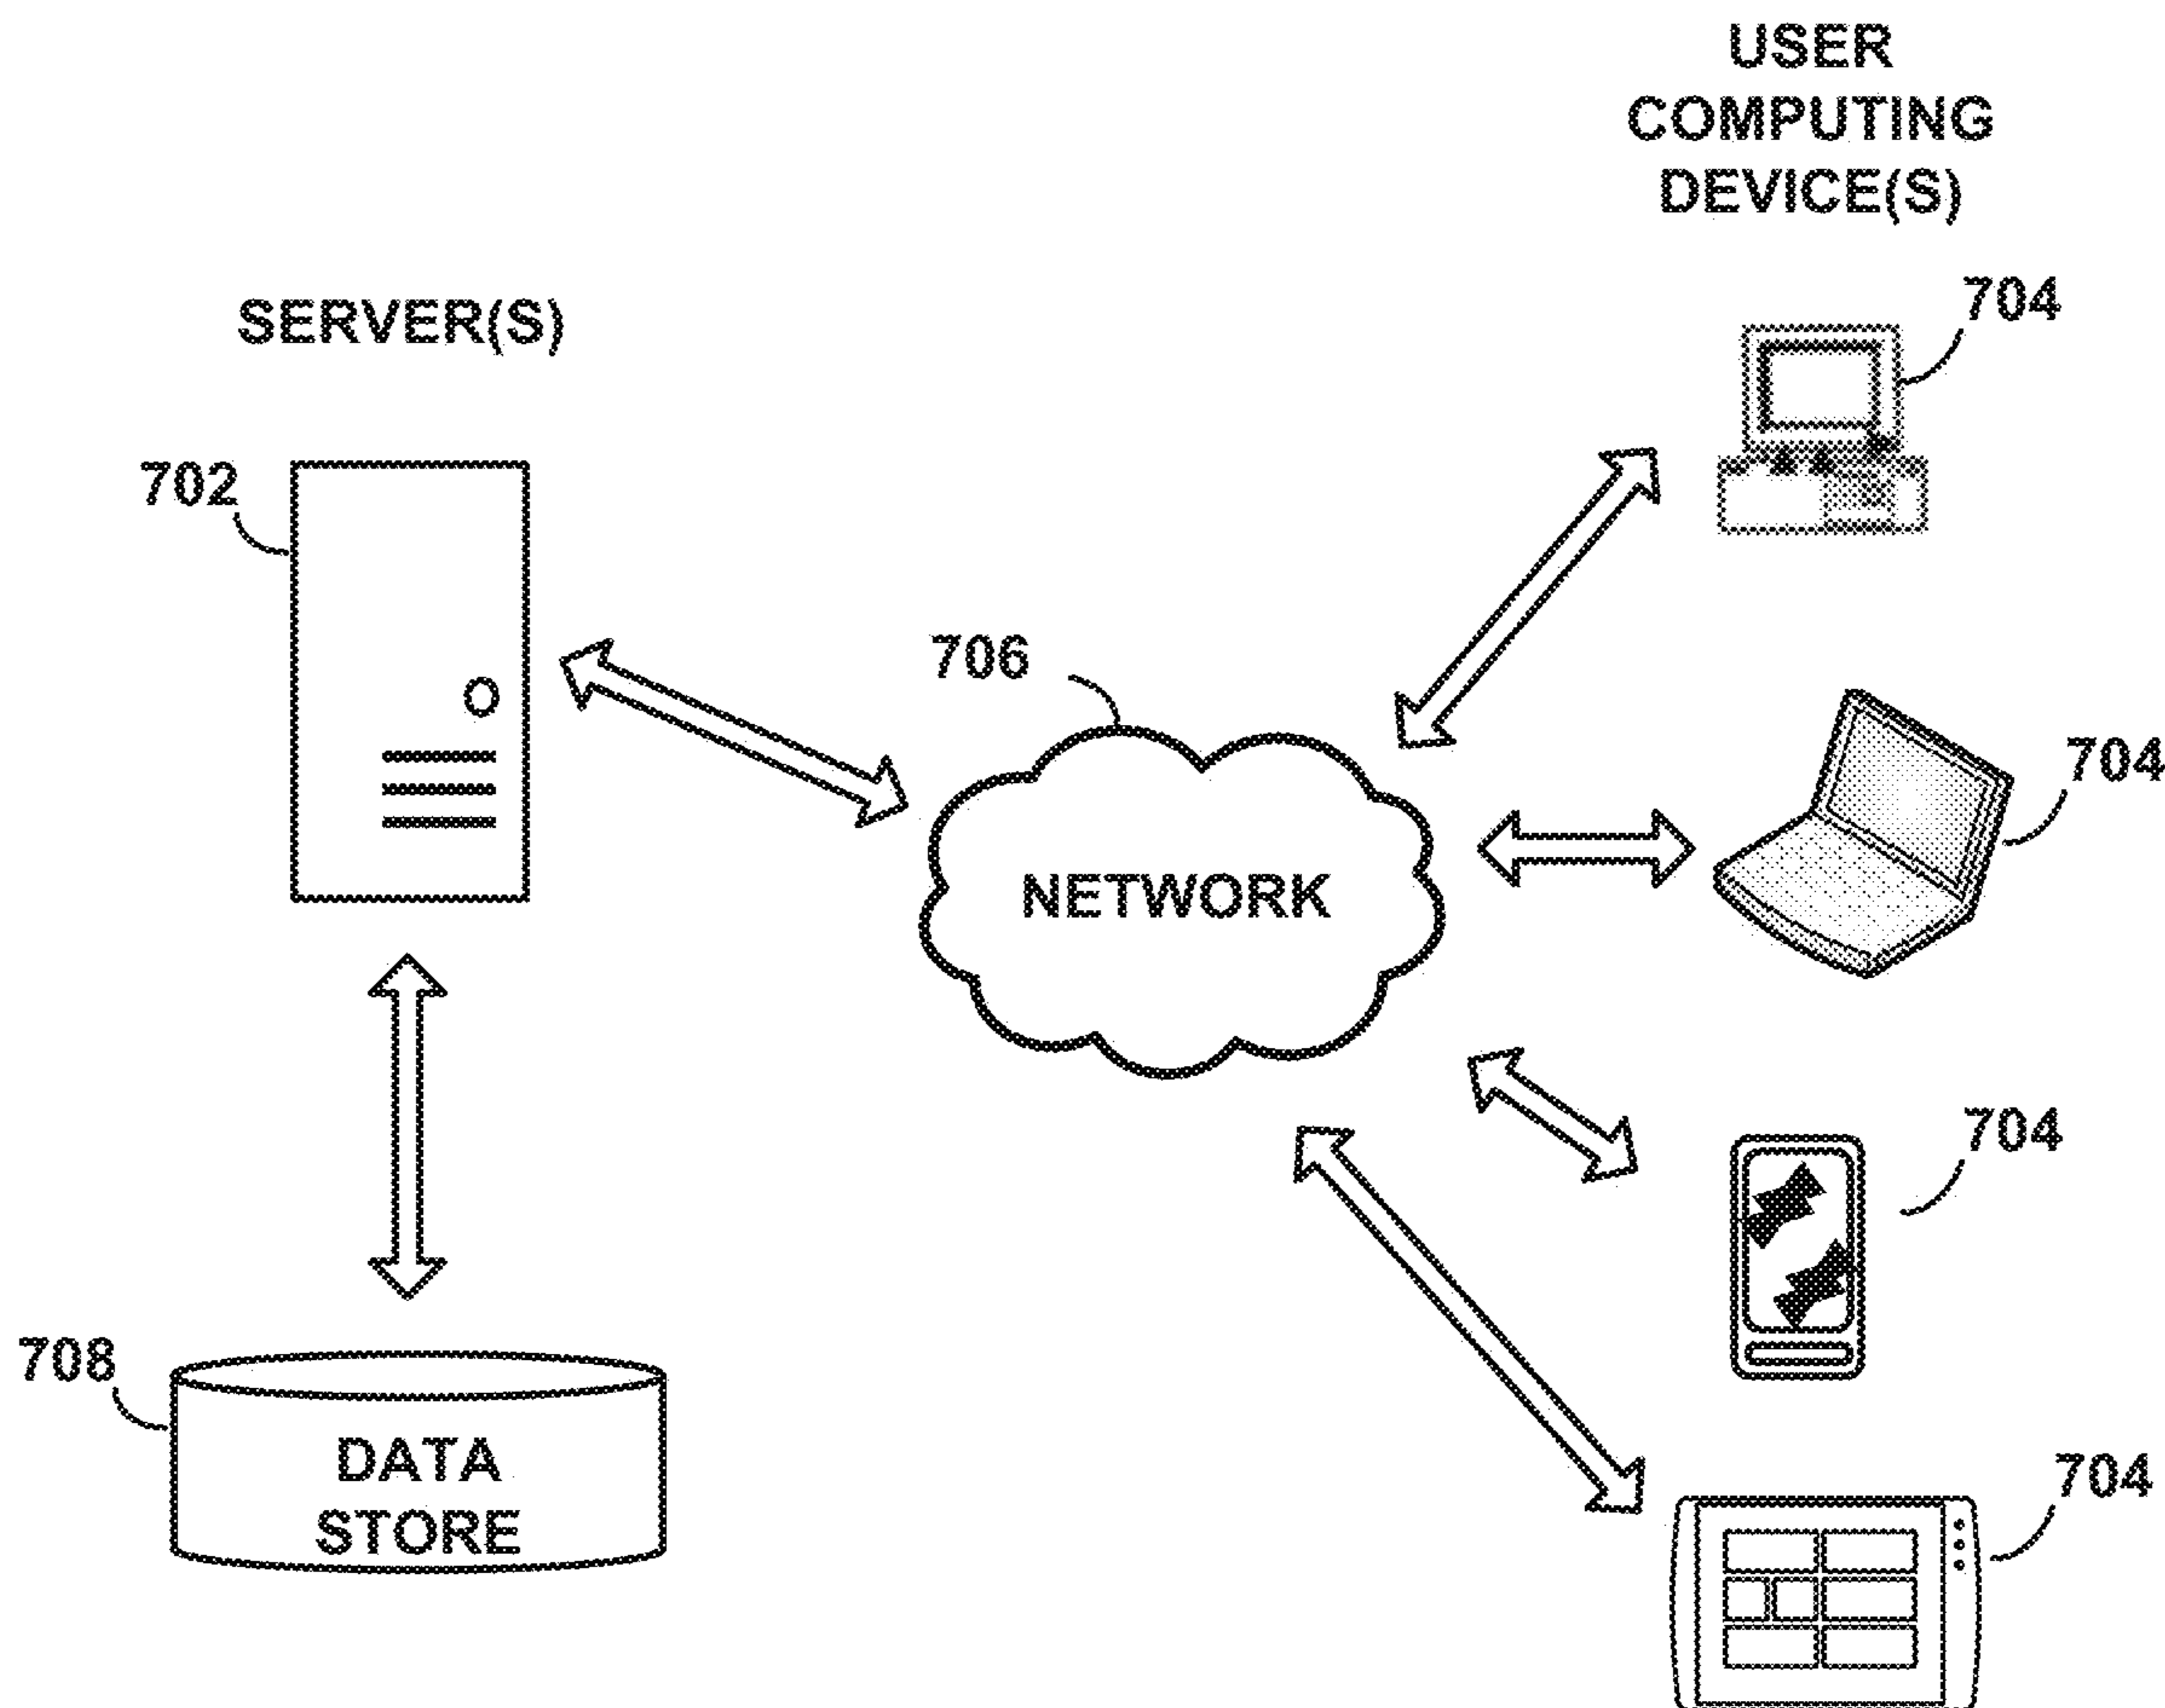 USER
COMPUTING
DEVICE(S)
704
SERVER(S)
702
706
704
NETWORK
704
708
DATA
STORE
704